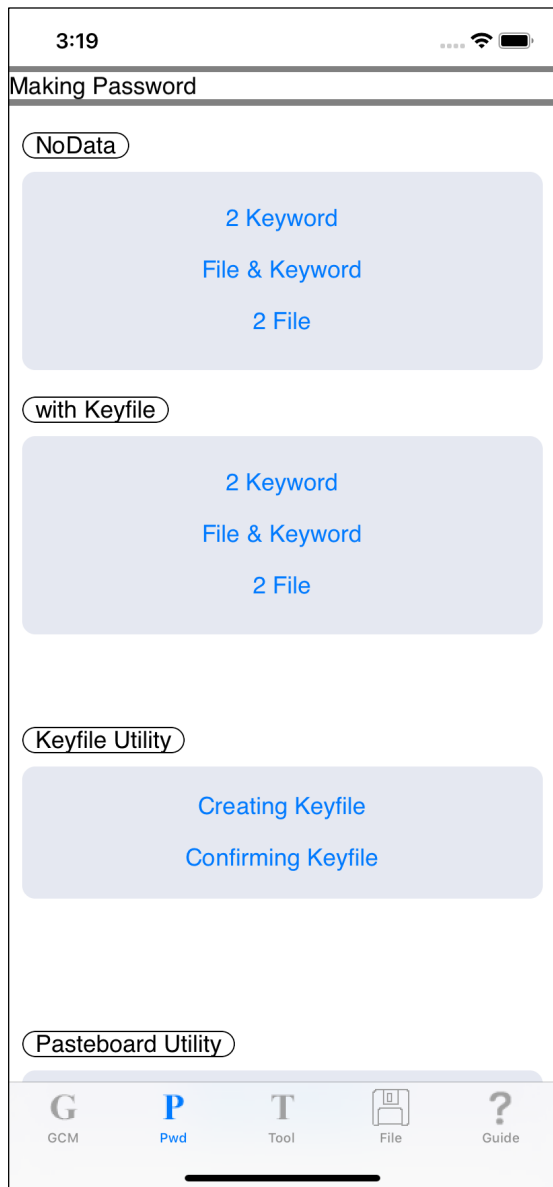 3:19
Making Password
NoData
2 Keyword
File & Keyword
2 File
with Keyfile
2 Keyword
File & Keyword
2 File
Keyfile Utility
Creating Keyfile
Confirming Keyfile
Pasteboard Utility
G P T ?
GCM Pwd Tool File Guide